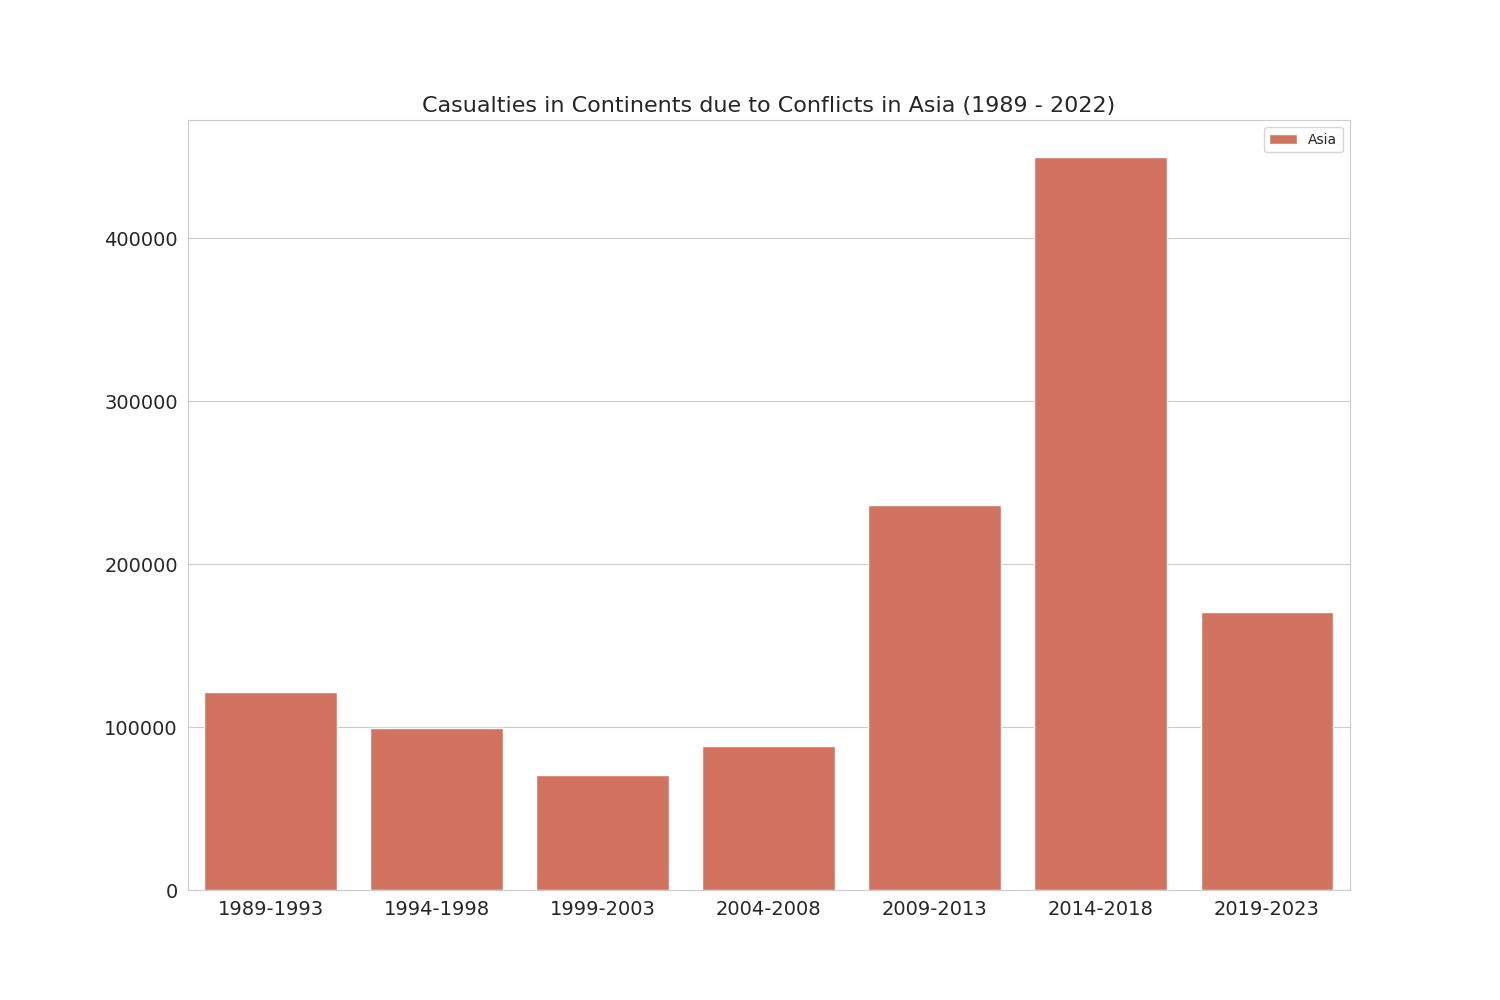 Casualties in Continents due to Conflicts in Asia (1989 - 2022)
Asia
400000
300000
200000
100000
0
1989-1993 1994-1998 1999-2003 2004-2008 2009-2013 2014-2018 2019-2023